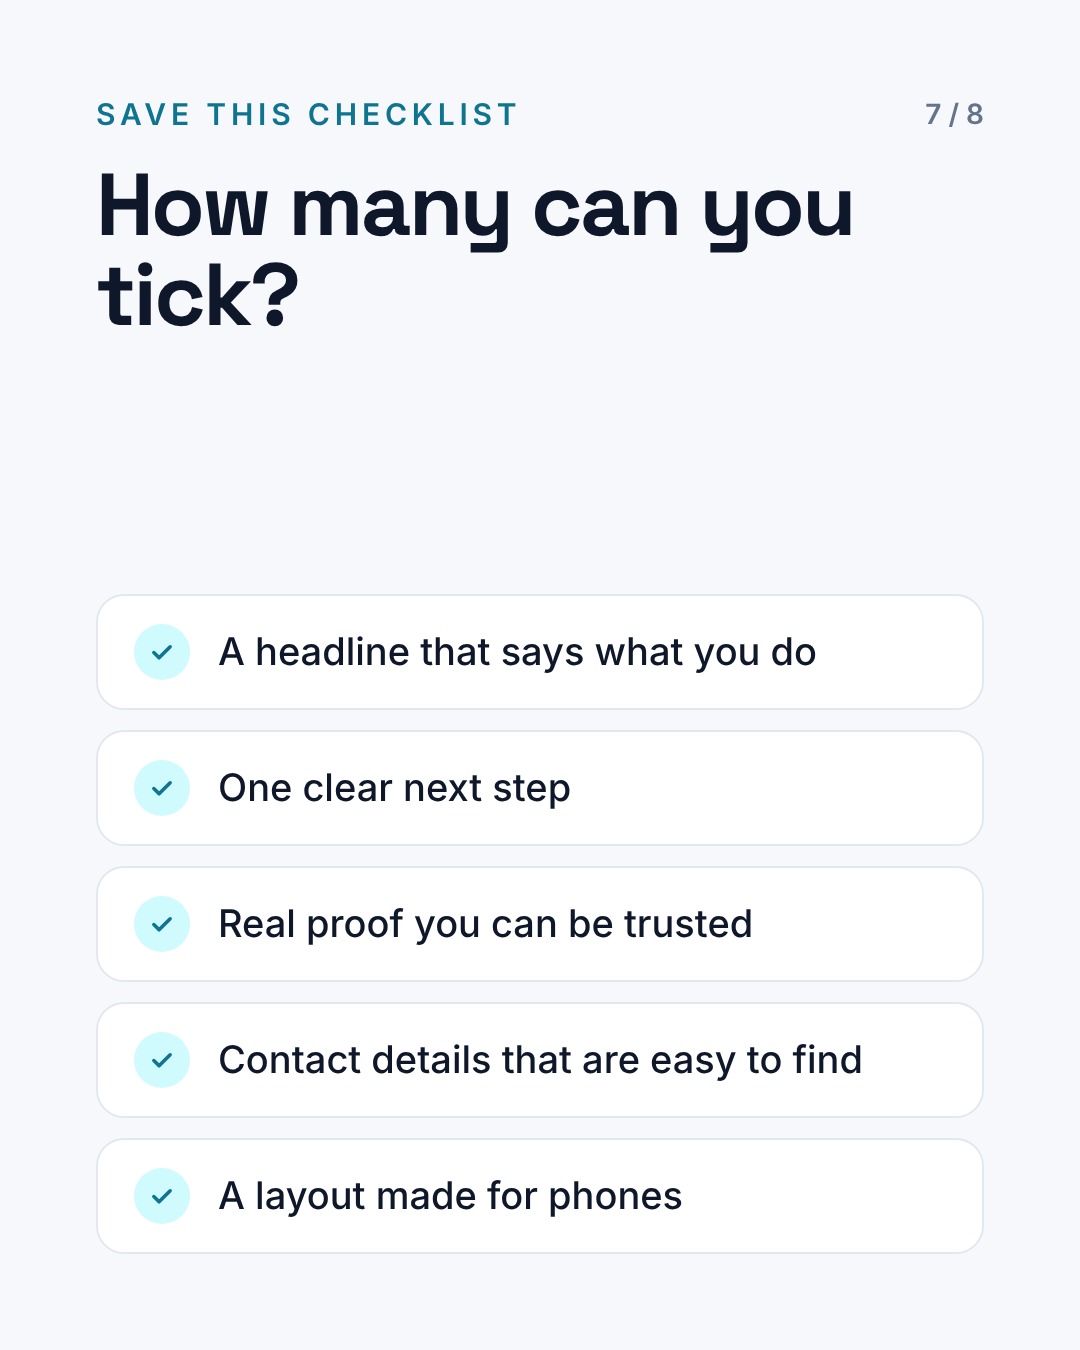 SAVE THIS CHECKLIST
7 / 8
How many can you
tick?
A headline that says what you do
One clear next step
Real proof you can be trusted
Contact details that are easy to find
A layout made for phones